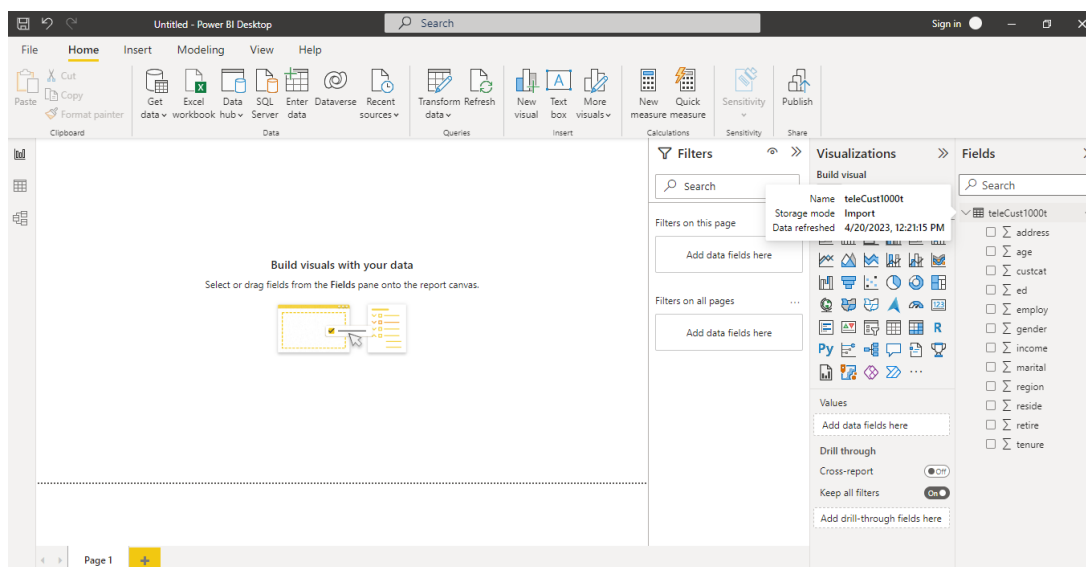 Untitled - Power BI Desktop
Search
Sign in
File Home Insert Modeling View Help
Paste
Cut
Copy
Format painter
Get data
Excel workbook
Data hub
SQL Server
Enter data
Dataverse
Recent sources
Transform data
Refresh
New visual
Text box
More visuals
New measure
Quick measure
Sensitivity
Publish
Clipboard
Data
Queries
Insert
Calculations
Sensitivity
Share
Build visuals with your data
Select or drag fields from the Fields pane onto the report canvas.
Filters
Search
Filters on this page
Add data fields here
Filters on all pages
...
Add data fields here
Visualizations
Build visual
Name teleCust1000t
Storage mode Import
Data refreshed 4/20/2023, 12:21:15 PM
123
R
Py
...
Values
Add data fields here
Drill through
Cross-report Off
Keep all filters On
Add drill-through fields here
Fields
Search
teleCust1000t
∑ address
∑ age
∑ custcat
∑ ed
∑ employ
∑ gender
∑ income
∑ marital
∑ region
∑ reside
∑ retire
∑ tenure
Page 1
+